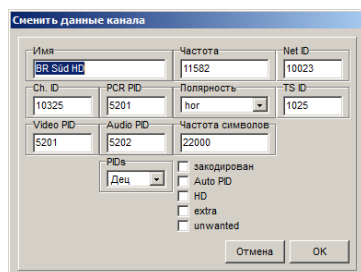 Сменить данные канала
Имя Частота Net ID
BR Süd HD 11582 10023
Ch. ID PCR PID Полярность TS ID
10325 5201 hor 1025
Video PID Audio PID Частота символов
5201 5202 22000
PIDs
Дец
закодирован
Auto PID
HD
extra
unwanted
Отмена OK